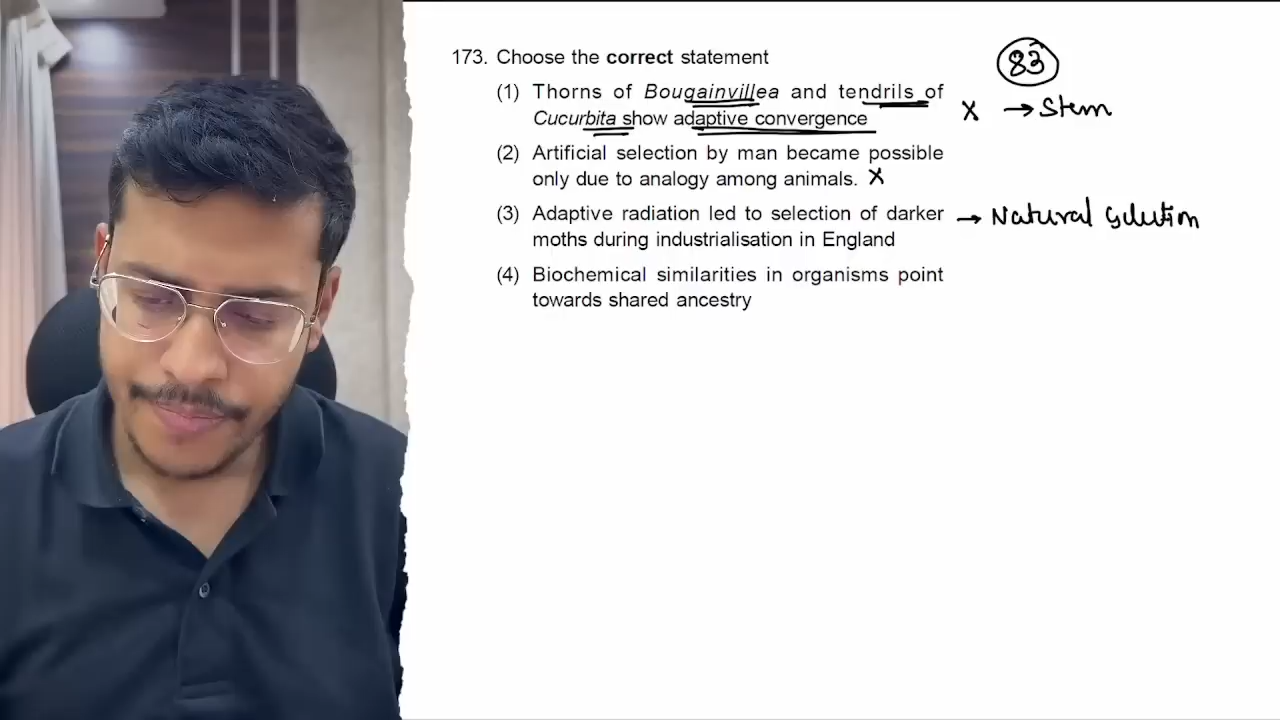 83
173. Choose the correct statement
(1) Thorns of Bougainvillea and tendrils of
Cucurbita show adaptive convergence
X → Stem
(2) Artificial selection by man became possible
only due to analogy among animals. X
(3) Adaptive radiation led to selection of darker
moths during industrialisation in England
→ Natural
(4) Biochemical similarities in organisms point
towards shared ancestry